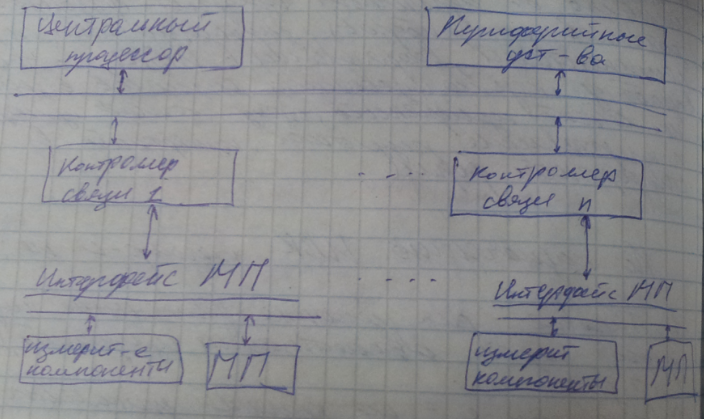 Центральный
процессор
Периферийные
уст-ва
Контроллер
связи 1
Контроллер
связи n
Интерфейс МП
Интерфейс МП
измерит-е
компоненты
МП
измерит
компоненты
МП